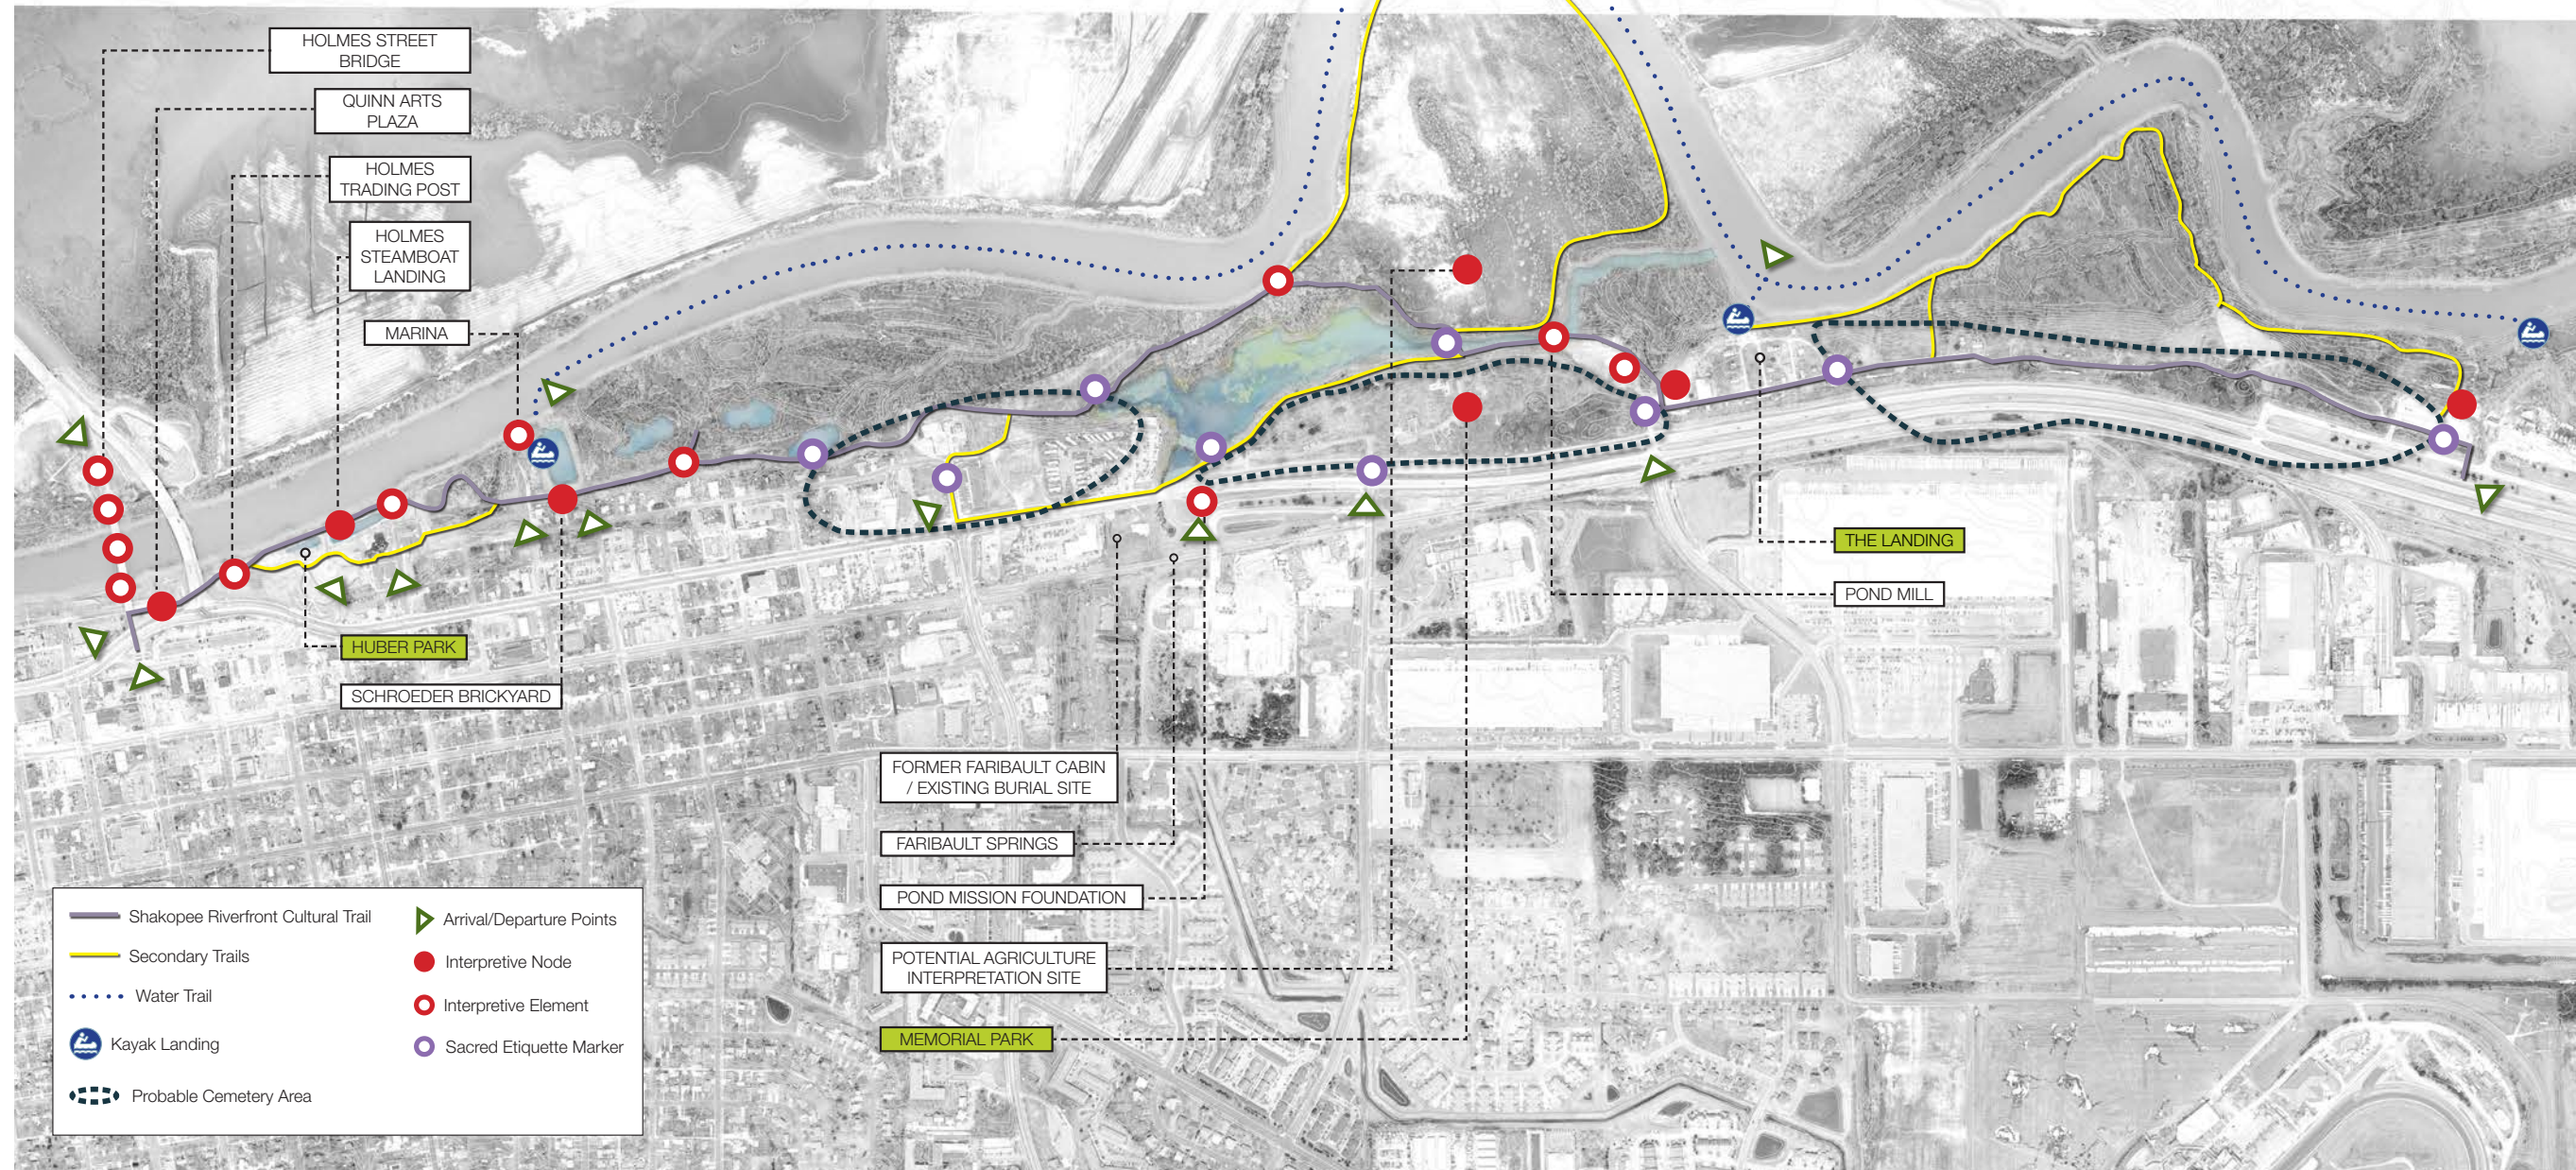 HOLMES STREET
BRIDGE
QUINN ARTS
PLAZA
HOLMES
TRADING POST
HOLMES
STEAMBOAT
LANDING
MARINA
HUBER PARK
SCHROEDER BRICKYARD
THE LANDING
POND MILL
FORMER FARIBAULT CABIN
/ EXISTING BURIAL SITE
FARIBAULT SPRINGS
POND MISSION FOUNDATION
POTENTIAL AGRICULTURE
INTERPRETATION SITE
MEMORIAL PARK
Shakopee Riverfront Cultural Trail
Secondary Trails
Water Trail
Kayak Landing
Probable Cemetery Area
Arrival/Departure Points
Interpretive Node
Interpretive Element
Sacred Etiquette Marker